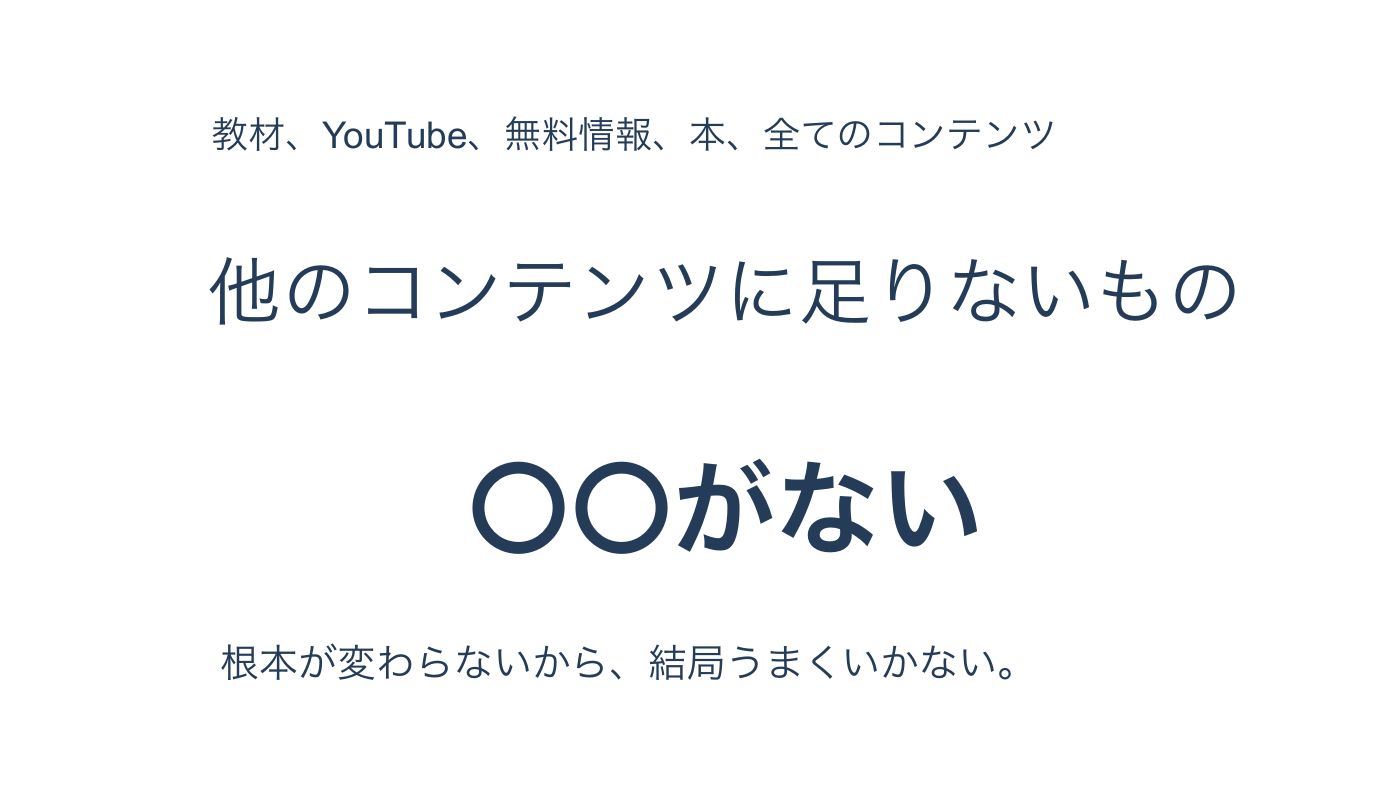 教材、YouTube、無料情報、本、全てのコンテンツ
他のコンテンツに足りないもの
〇〇がない
根本が変わらないから、結局うまくいかない。